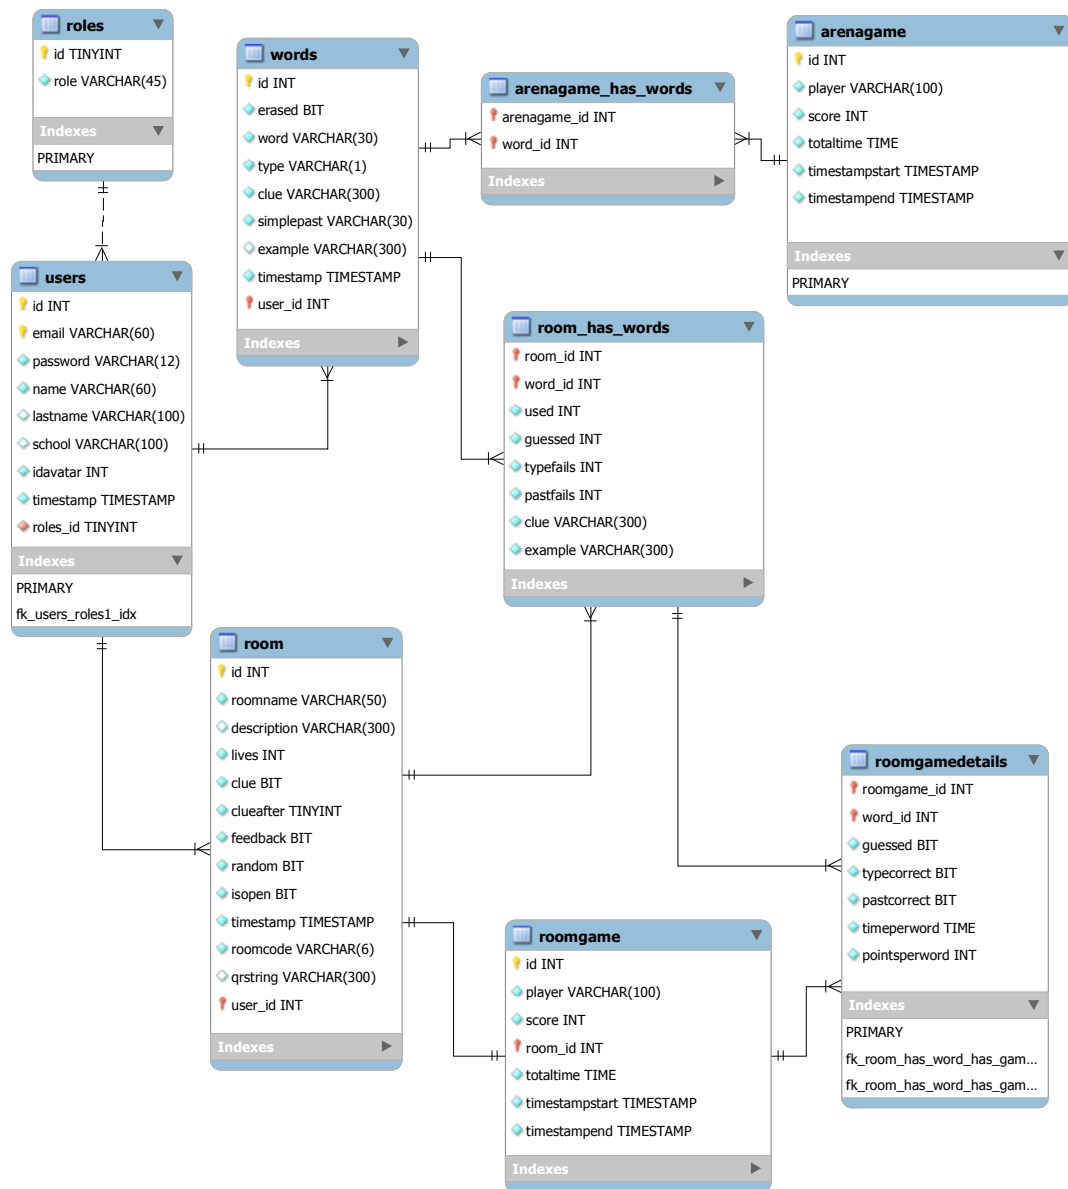 roles
id TINYINT
role VARCHAR(45)
Indexes
PRIMARY
words
id INT
erased BIT
word VARCHAR(30)
type VARCHAR(1)
clue VARCHAR(300)
simplepast VARCHAR(30)
example VARCHAR(300)
timestamp TIMESTAMP
user_id INT
Indexes
arenagame_has_words
arenagame_id INT
word_id INT
Indexes
arenagame
id INT
player VARCHAR(100)
score INT
totaltime TIME
timestampstart TIMESTAMP
timestampend TIMESTAMP
Indexes
PRIMARY
users
id INT
email VARCHAR(60)
password VARCHAR(12)
name VARCHAR(60)
lastname VARCHAR(100)
school VARCHAR(100)
idavatar INT
timestamp TIMESTAMP
roles_id TINYINT
Indexes
PRIMARY
fk_users_roles1_idx
room_has_words
room_id INT
word_id INT
used INT
guessed INT
typefails INT
pastfails INT
clue VARCHAR(300)
example VARCHAR(300)
Indexes
room
id INT
roomname VARCHAR(50)
description VARCHAR(300)
lives INT
clue BIT
clueafter TINYINT
feedback BIT
random BIT
isopen BIT
timestamp TIMESTAMP
roomcode VARCHAR(6)
qrstring VARCHAR(300)
user_id INT
Indexes
roomgame
id INT
player VARCHAR(100)
score INT
room_id INT
totaltime TIME
timestampstart TIMESTAMP
timestampend TIMESTAMP
Indexes
roomgamedetails
roomgame_id INT
word_id INT
guessed BIT
typecorrect BIT
pastcorrect BIT
timeperword TIME
pointsperword INT
Indexes
PRIMARY
fk_room_has_word_has_gam...
fk_room_has_word_has_gam...